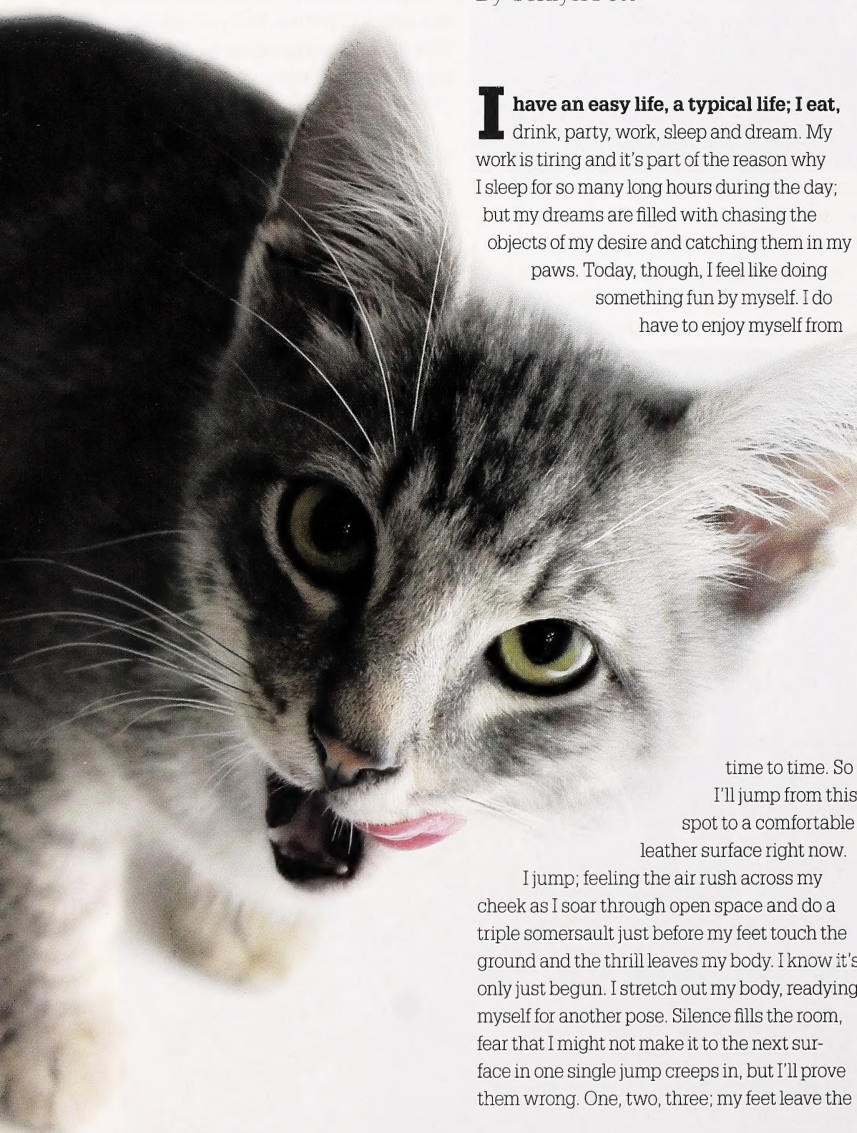 By
I have an easy life, a typical life; I eat,
drink, party, work, sleep and dream. My
work is tiring and it's part of the reason why
I sleep for so many long hours during the day;
but my dreams are filled with chasing the
objects of my desire and catching them in my
paws. Today, though, I feel like doing
something fun by myself. I do
have to enjoy myself from
time to time. So
I'll jump from this
spot to a comfortable
leather surface right now.
I jump; feeling the air rush across my
cheek as I soar through open space and do a
triple somersault just before my feet touch the
ground and the thrill leaves my body. I know it's
only just begun. I stretch out my body, readying
myself for another pose. Silence fills the room,
fear that I might not make it to the next sur-
face in one single jump creeps in, but I'll prove
them wrong. One, two, three; my feet leave the